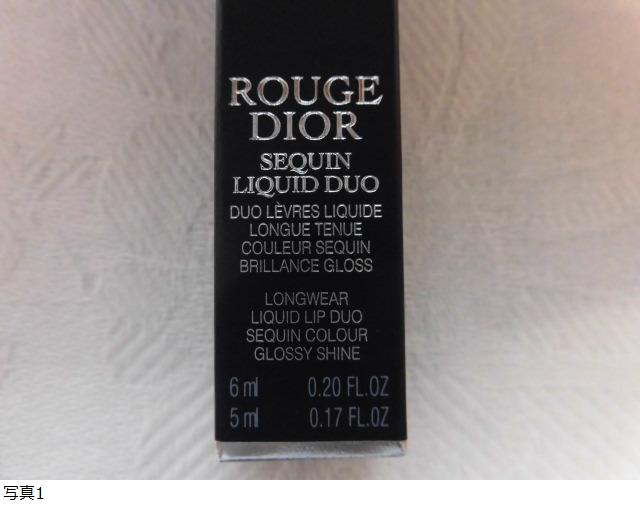 ROUGE
DIOR
SEQUIN
LIQUID DUO
DUO LÈVRES LIQUIDE
LONGUE TENUE
COULEUR SEQUIN
BRILLANCE GLOSS
LONGWEAR
LIQUID LIP DUO
SEQUIN COLOUR
GLOSSY SHINE
6 ml 0.20 FL.OZ
5 ml 0.17 FL.OZ
写真1